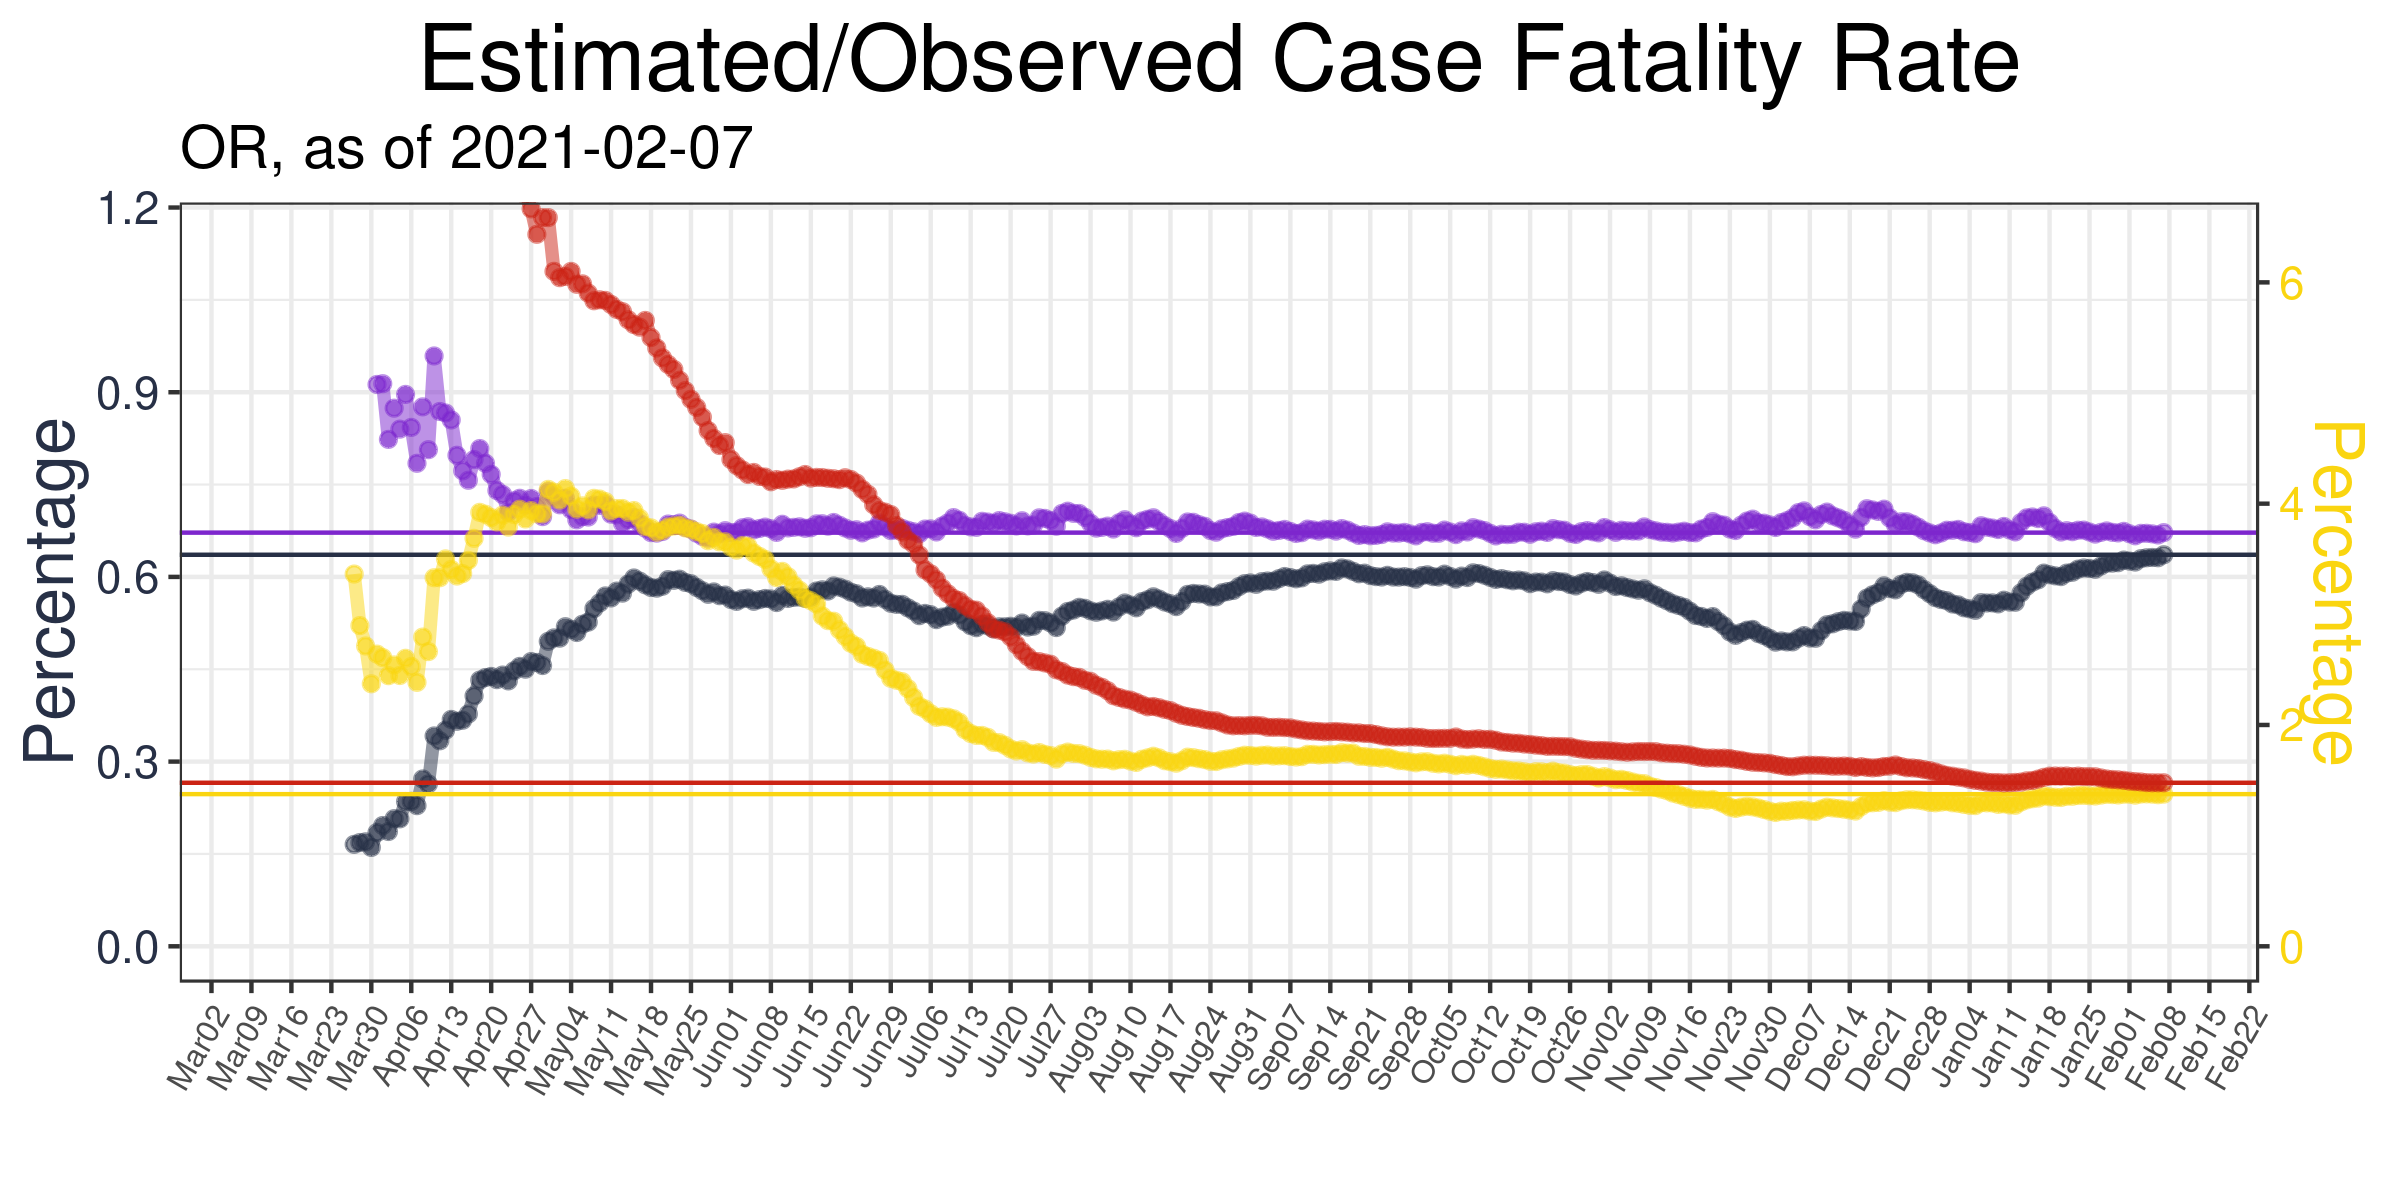 Estimated/Observed Case Fatality Rate
OR, as of 2021-02-07
1.2
0.9
0.6
0.3
0.0
Percentage
6
4
2
0
Percentage
Mar02
Mar09
Mar16
Mar23
Mar30
Apr06
Apr13
Apr20
Apr27
May04
May11
May18
May25
Jun01
Jun08
Jun15
Jun22
Jun29
Jul06
Jul13
Jul20
Jul27
Aug03
Aug10
Aug17
Aug24
Aug31
Sep07
Sep14
Sep21
Sep28
Oct05
Oct12
Oct19
Oct26
Nov02
Nov09
Nov16
Nov23
Nov30
Dec07
Dec14
Dec21
Dec28
Jan04
Jan11
Jan18
Jan25
Feb01
Feb08
Feb15
Feb22